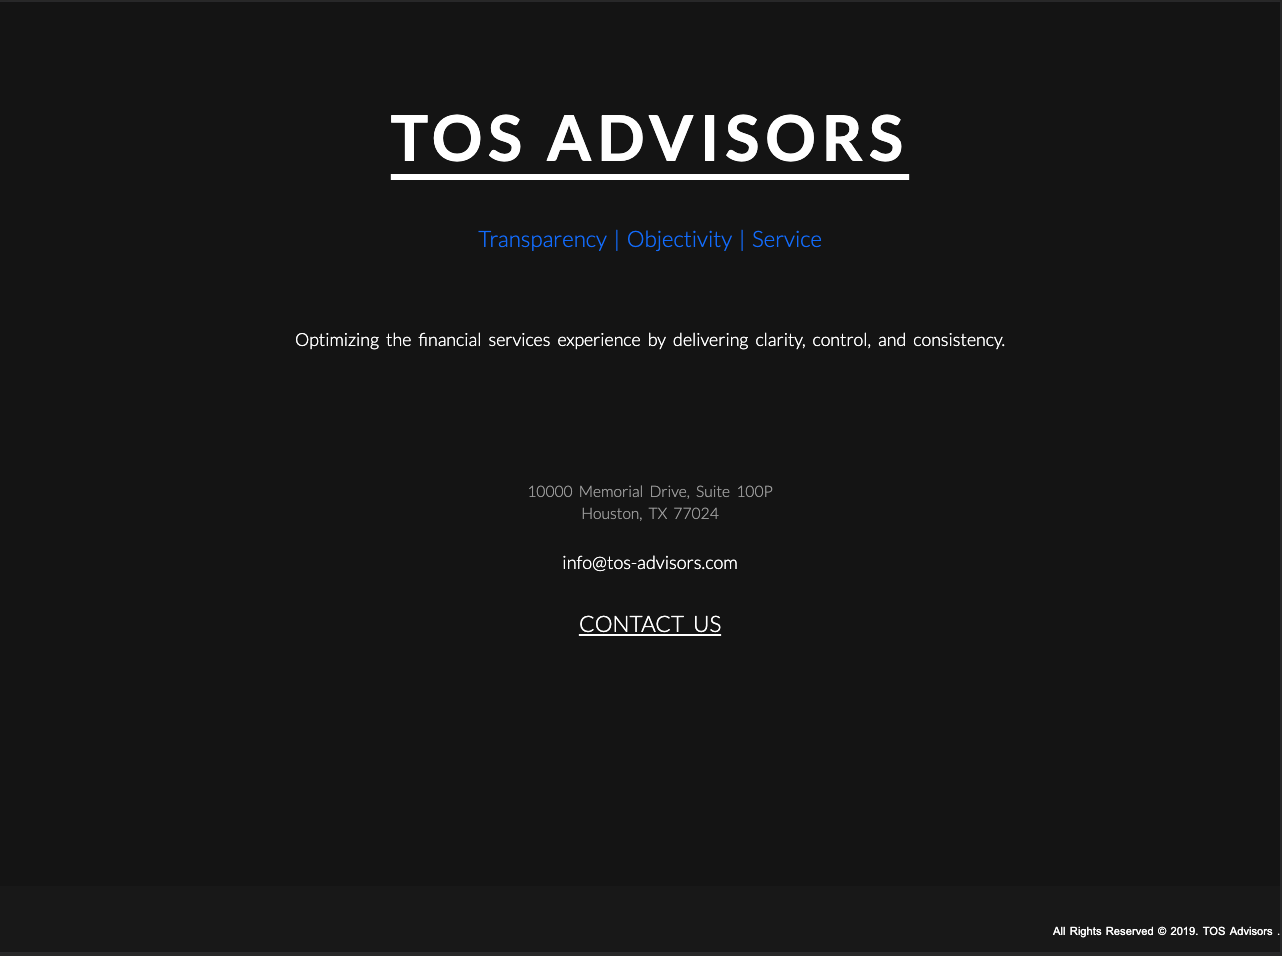 TOS ADVISORS
Transparency | Objectivity | Service
Optimizing the financial services experience by delivering clarity, control, and consistency.
10000 Memorial Drive, Suite 100P
Houston, TX 77024
info@tos-advisors.com
CONTACT US
All Rights Reserved © 2019. TOS Advisors .